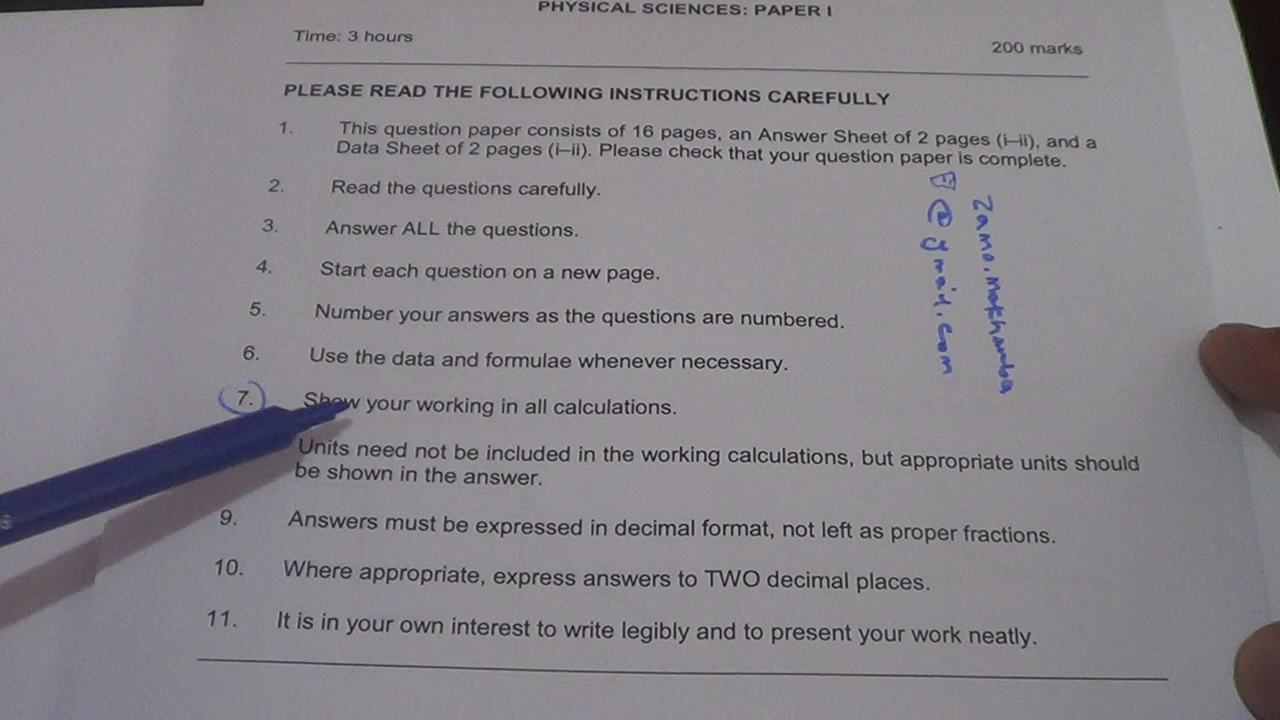 PHYSICAL SCIENCES: PAPER I
Time: 3 hours
200 marks
PLEASE READ THE FOLLOWING INSTRUCTIONS CAREFULLY
1. This question paper consists of 16 pages, an Answer Sheet of 2 pages (i–ii), and a
Data Sheet of 2 pages (i–ii). Please check that your question paper is complete.
2. Read the questions carefully.
3. Answer ALL the questions.
4. Start each question on a new page.
5. Number your answers as the questions are numbered.
6. Use the data and formulae whenever necessary.
7. Show your working in all calculations.
Units need not be included in the working calculations, but appropriate units should
be shown in the answer.
9. Answers must be expressed in decimal format, not left as proper fractions.
10. Where appropriate, express answers to TWO decimal places.
11. It is in your own interest to write legibly and to present your work neatly.
zamo.makhamba
@gmail.com